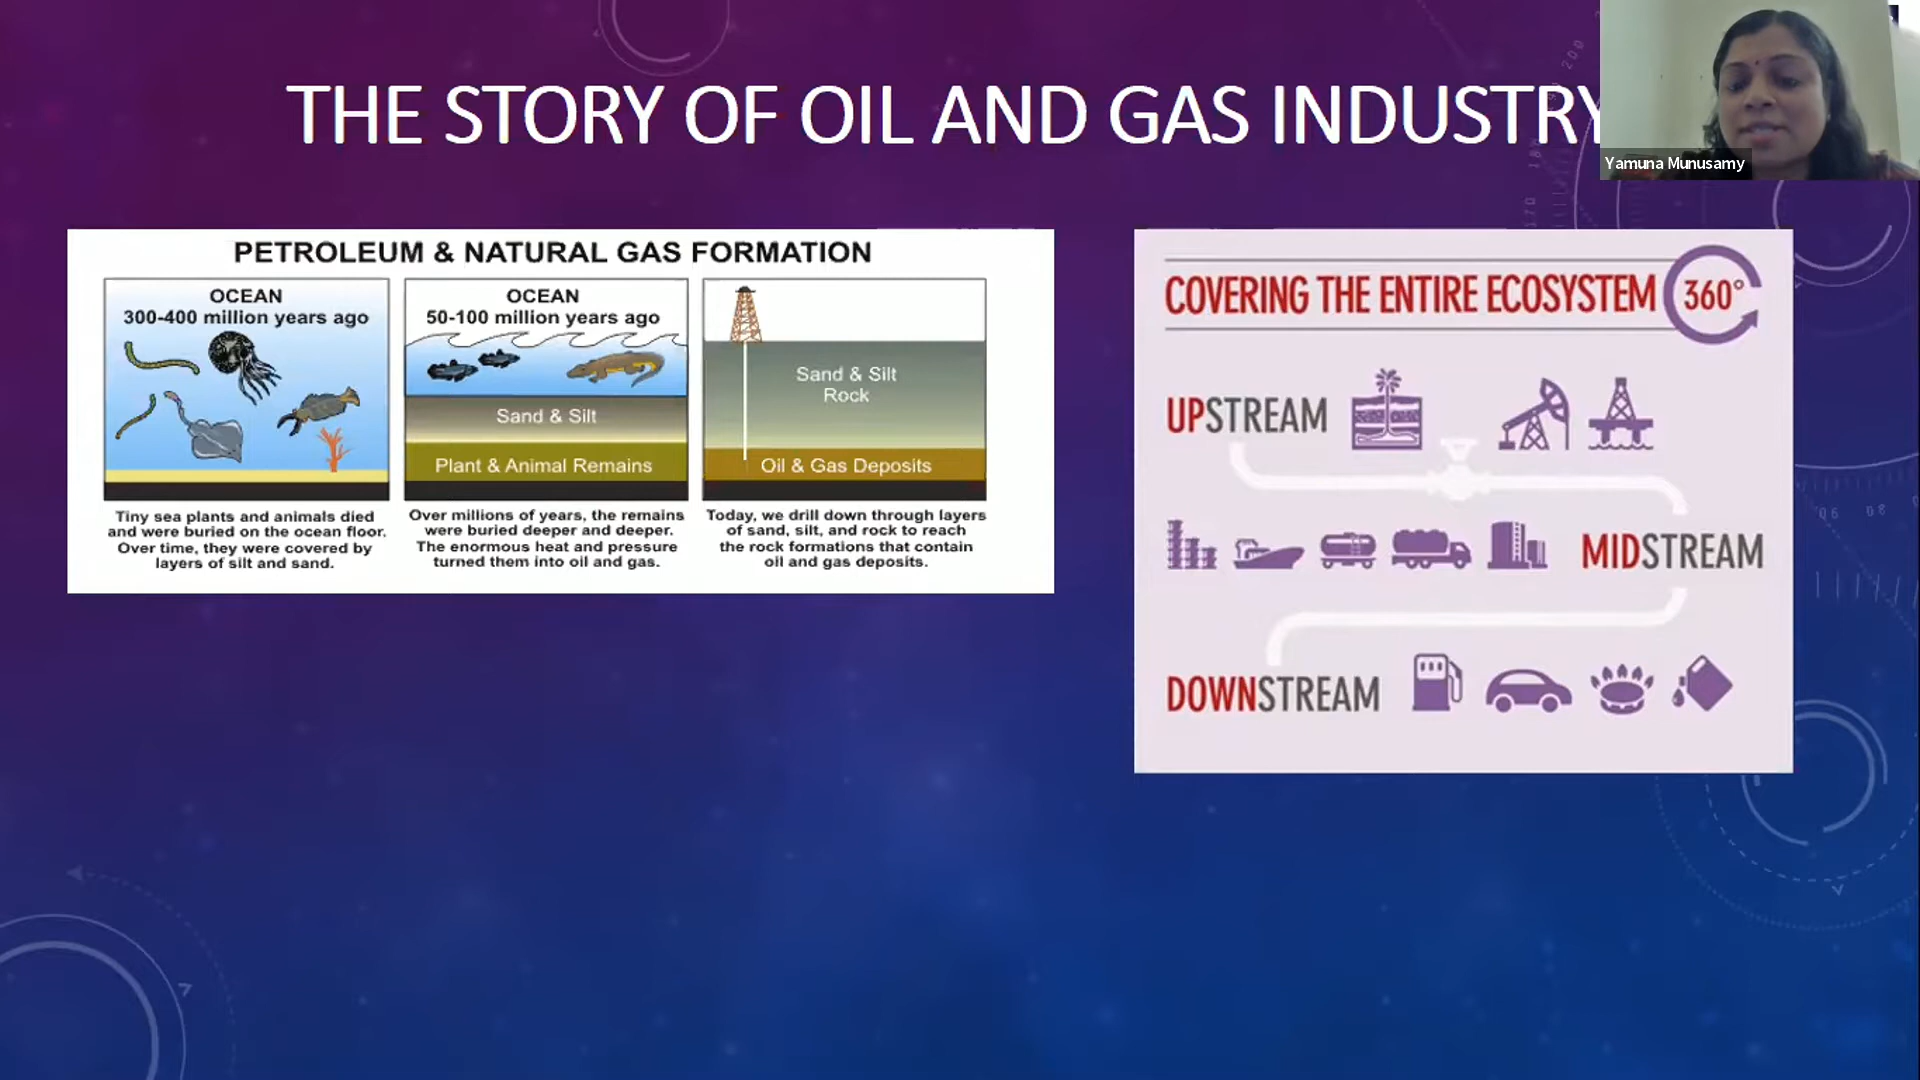 THE STORY OF OIL AND GAS INDUSTRY
Yamuna Munusamy
PETROLEUM & NATURAL GAS FORMATION
OCEAN
300-400 million years ago
Tiny sea plants and animals died
and were buried on the ocean floor.
Over time, they were covered by
layers of silt and sand.
OCEAN
50-100 million years ago
Sand & Silt
Plant & Animal Remains
Over millions of years, the remains
were buried deeper and deeper.
The enormous heat and pressure
turned them into oil and gas.
Sand & Silt
Rock
Oil & Gas Deposits
Today, we drill down through layers
of sand, silt, and rock to reach
the rock formations that contain
oil and gas deposits.
COVERING THE ENTIRE ECOSYSTEM 360°
UPSTREAM
MIDSTREAM
DOWNSTREAM
200
170
06 08